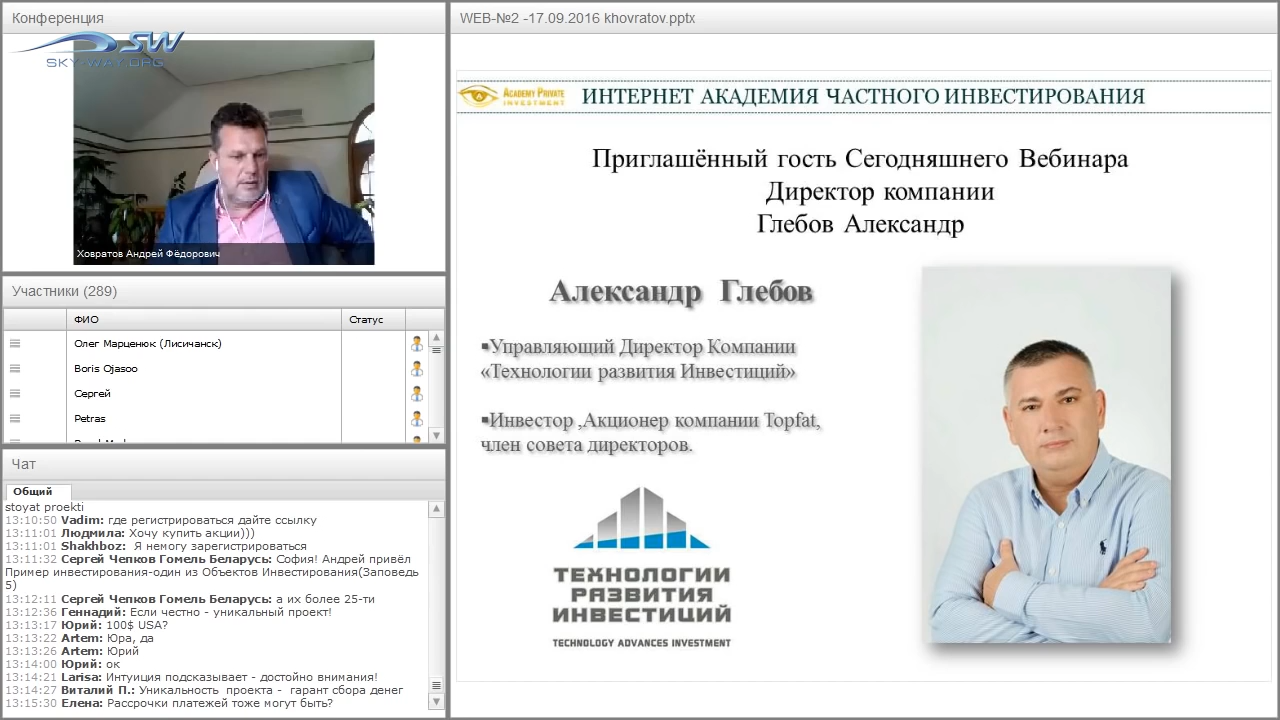 Конференция
SW
SKY-WAY.ORG
Ховратов Андрей Фёдорович
Участники (289)
ФИО
Статус
Олег Марценюк (Лисичанск)
Boris Ojasoo
Сергей
Petras
Чат
Общий
stoyat proekti
13:10:50 Vadim: где регистрироваться дайте ссылку
13:11:01 Людмила: Хочу купить акции)))
13:11:01 Shakhboz: Я немогу зарегистрироваться
13:11:32 Сергей Чепков Гомель Беларусь: София! Андрей привёл
Пример инвестирования-один из Объектов Инвестирования(Заповедь
5)
13:12:11 Сергей Чепков Гомель Беларусь: а их более 25-ти
13:12:36 Геннадий: Если честно - уникальный проект!
13:13:17 Юрий: 100$ USA?
13:13:22 Artem: Юра, да
13:13:26 Artem: Юрий
13:14:00 Юрий: ок
13:14:21 Larisa: Интуиция подсказывает - достойно внимания!
13:14:27 Виталий П.: Уникальность проекта - гарант сбора денег
13:15:30 Елена: Рассрочки платежей тоже могут быть?
WEB-№2 -17.09.2016 khovratov.pptx
ACADEMY PRIVATE
INVESTMENT
ИНТЕРНЕТ АКАДЕМИЯ ЧАСТНОГО ИНВЕСТИРОВАНИЯ
Приглашённый гость Сегодняшнего Вебинара
Директор компании
Глебов Александр
Александр Глебов
▪Управляющий Директор Компании
«Технологии развития Инвестиций»
▪Инвестор ,Акционер компании Topfat,
член совета директоров.
ТЕХНОЛОГИИ
РАЗВИТИЯ
ИНВЕСТИЦИЙ
TECHNOLOGY ADVANCES INVESTMENT